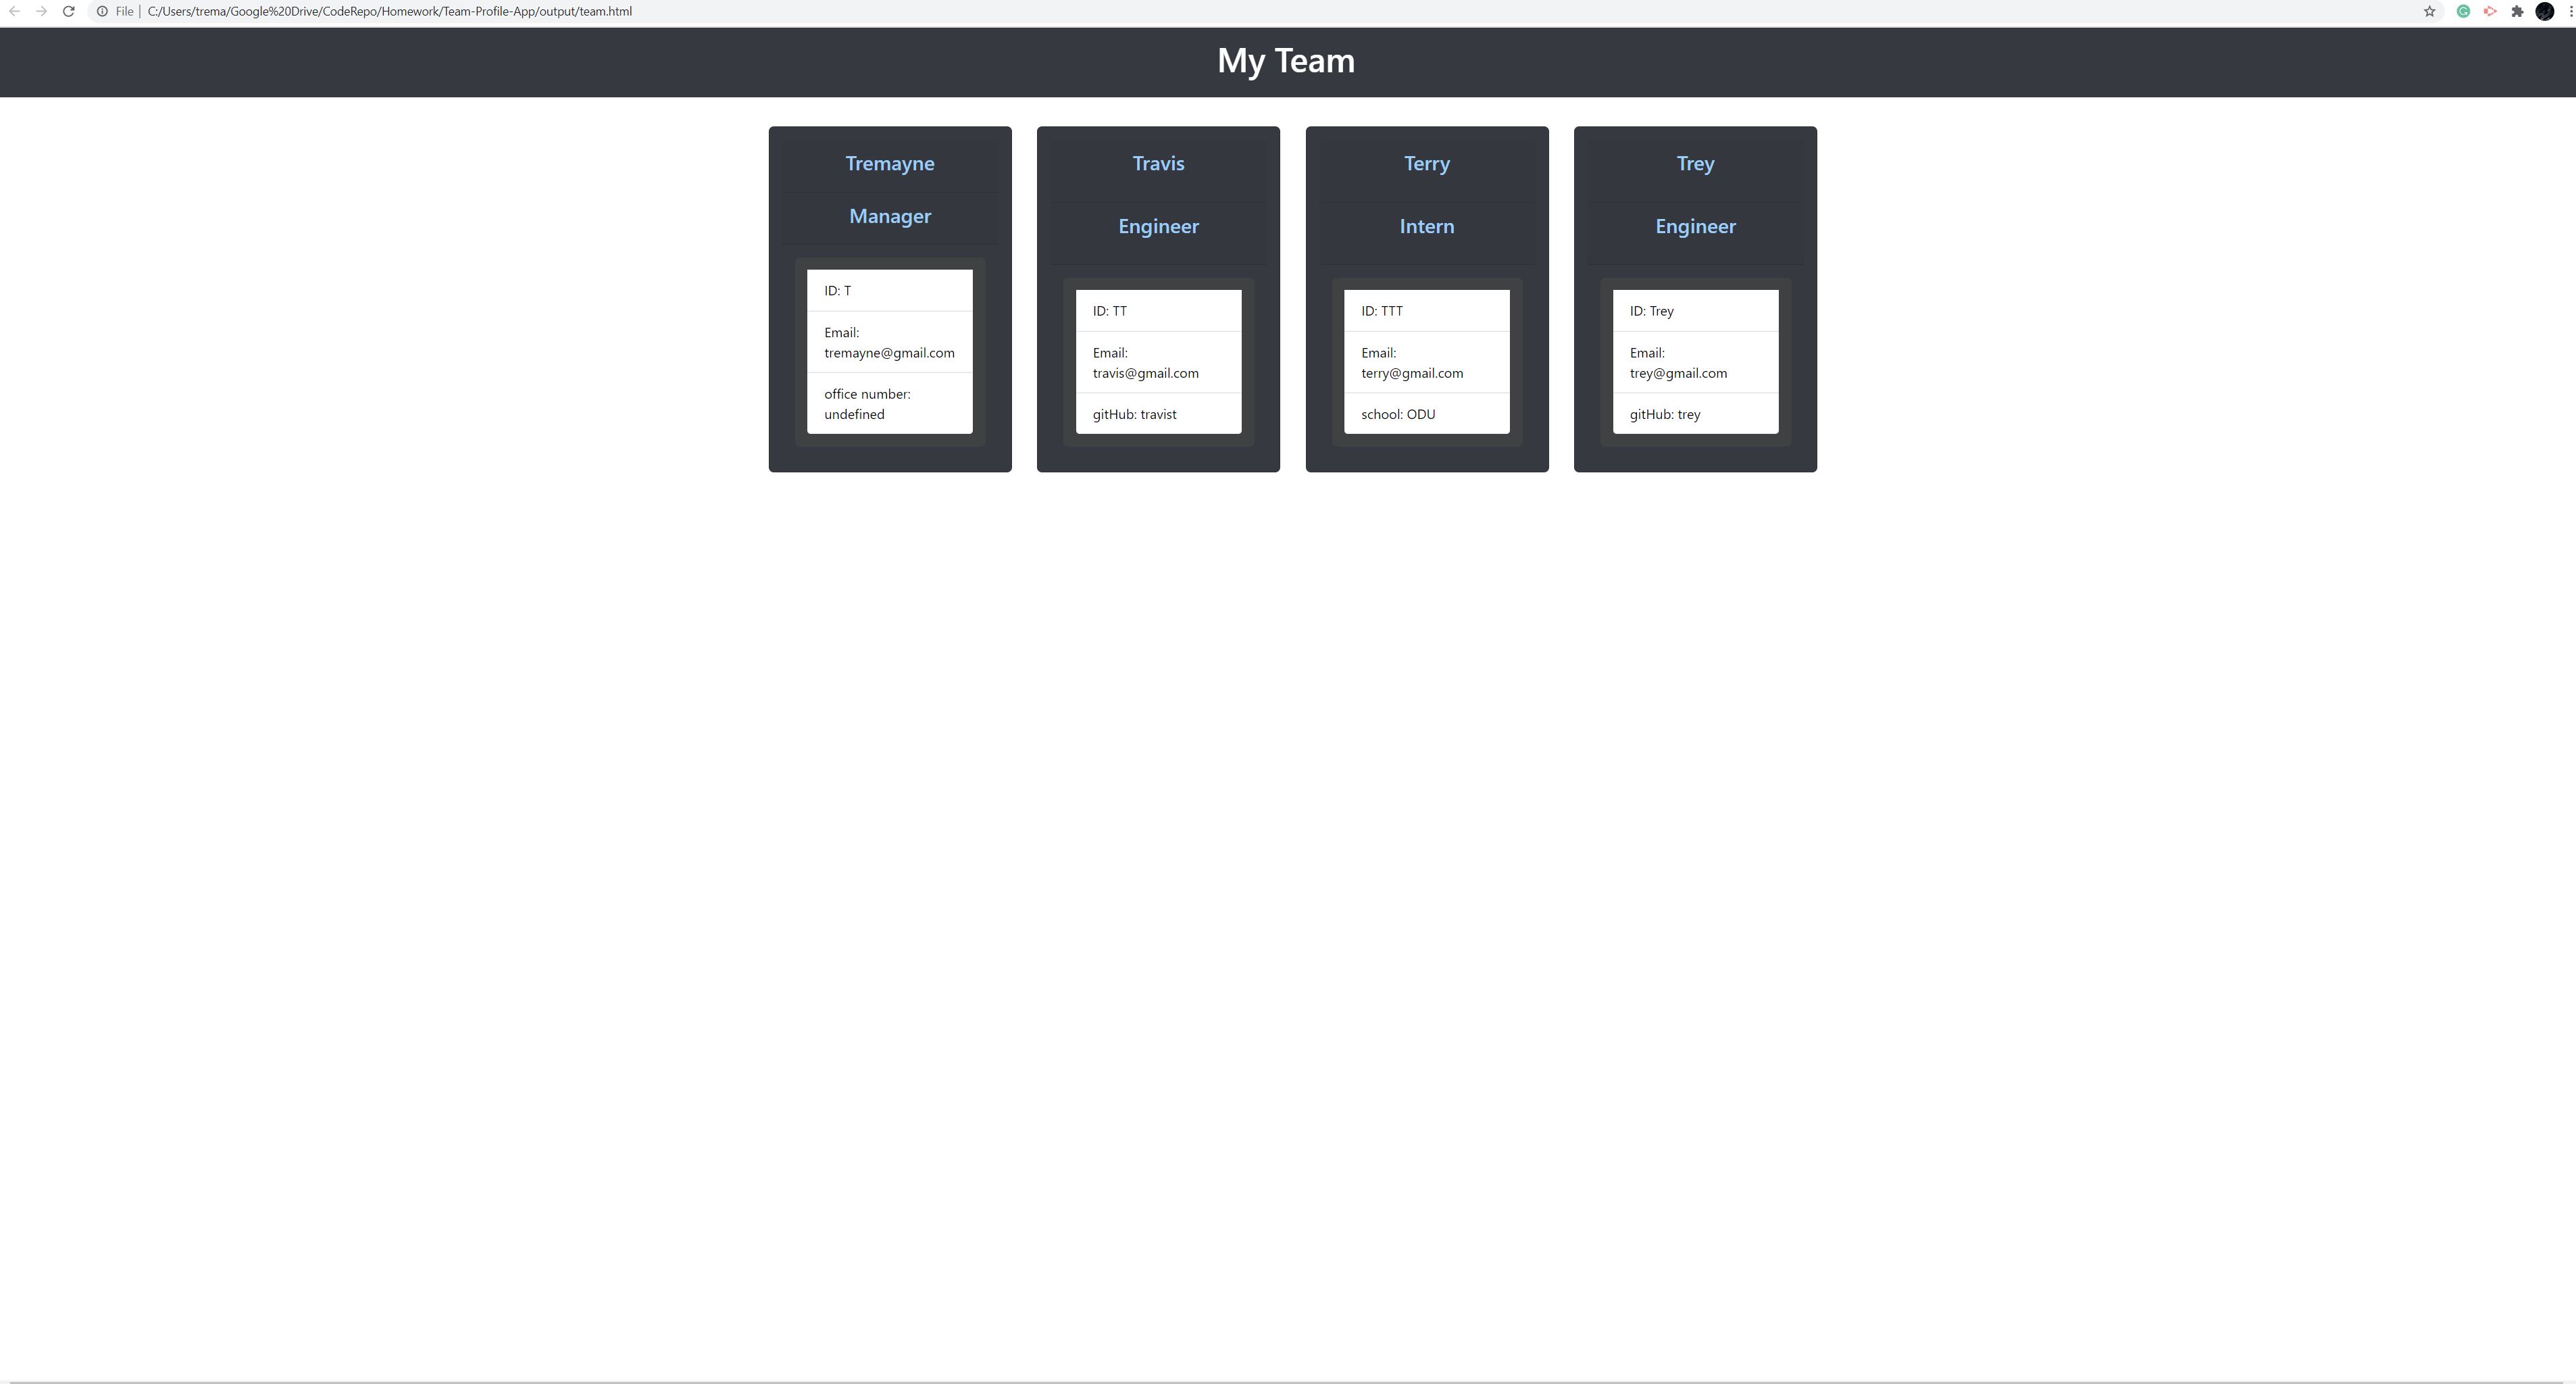 File | C:/Users/trema/Google%20Drive/CodeRepo/Homework/Team-Profile-App/output/team.html
My Team
Tremayne
Manager
ID: T
Email:
tremayne@gmail.com
office number:
undefined
Travis
Engineer
ID: TT
Email:
travis@gmail.com
gitHub: travist
Terry
Intern
ID: TTT
Email:
terry@gmail.com
school: ODU
Trey
Engineer
ID: Trey
Email:
trey@gmail.com
gitHub: trey